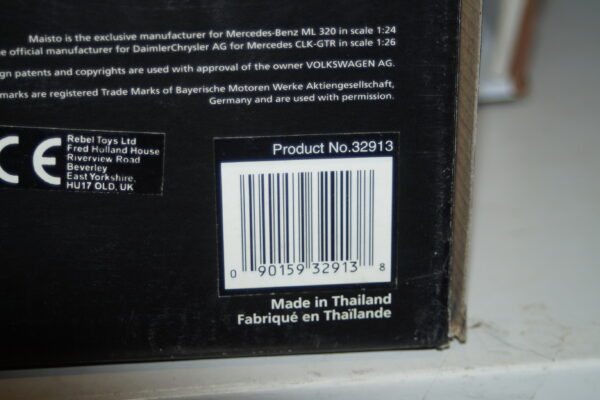 Maisto is the exclusive manufacturer for Mercedes-Benz ML 320 in scale 1:24
official manufacturer for DaimlerChrysler AG for Mercedes CLK-GTR in scale 1:26
patents and copyrights are used with approval of the owner VOLKSWAGEN AG.
are registered Trade Marks of Bayerische Motoren Werke Aktiengesellschaft,
Germany and are used with permission.
CE
Rebel Toys Ltd
Fred Holland House
Riverview Road
Beverley
East Yorkshire,
HU17 OLD, UK
Product No.32913
0 90159 32913 8
Made in Thailand
Fabriqué en Thaïlande